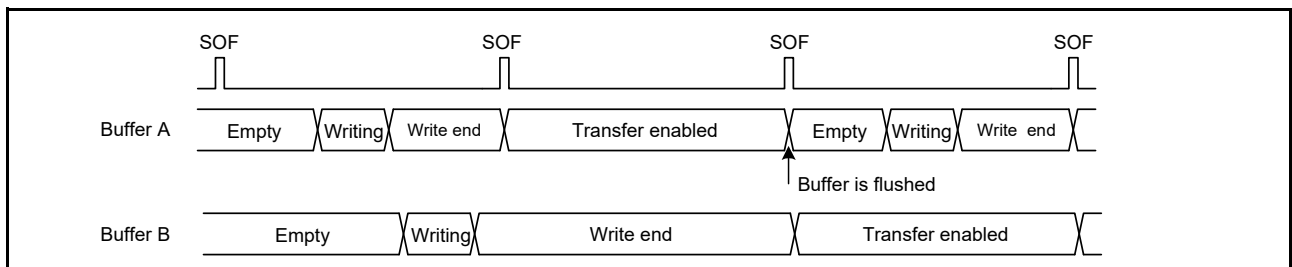 SOF SOF SOF SOF
Buffer A Empty Writing Write end Transfer enabled Empty Writing Write end
Buffer is flushed
Buffer B Empty Writing Write end Transfer enabled